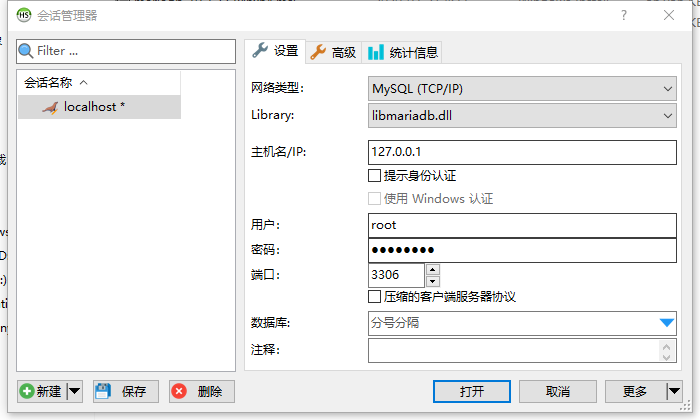 HS 会话管理器
Filter ...
会话名称
localhost *
设置 高级 统计信息
网络类型： MySQL (TCP/IP)
Library: libmariadb.dll
主机名/IP: 127.0.0.1
提示身份认证
使用 Windows 认证
用户： root
密码： ●●●●●●●●
端口： 3306
压缩的客户端服务器协议
数据库: 分号分隔
注释：
新建 保存 删除 打开 取消 更多